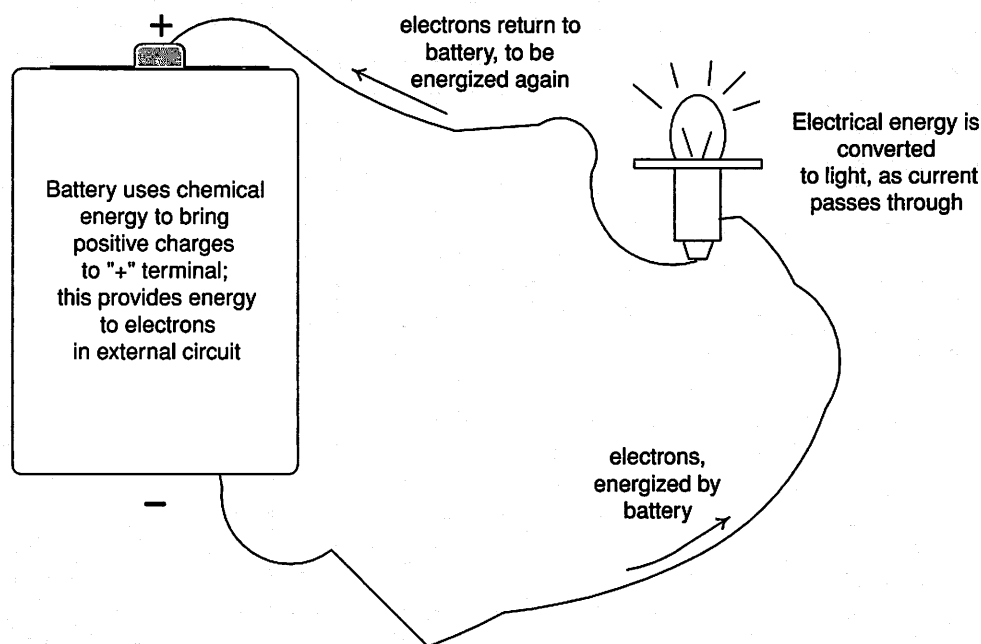 +
electrons return to
battery, to be
energized again
Electrical energy is
converted
to light, as current
passes through
Battery uses chemical
energy to bring
positive charges
to "+" terminal;
this provides energy
to electrons
in external circuit
electrons,
energized by
battery
−